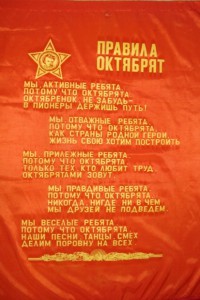 ПРАВИЛА
ОКТЯБРЯТ
МЫ АКТИВНЫЕ РЕБЯТА
ПОТОМУ ЧТО ОКТЯБРЯТА
ОКТЯБРЕНОК, НЕ ЗАБУДЬ-
В ПИОНЕРЫ ДЕРЖИШЬ ПУТЬ!
МЫ ОТВАЖНЫЕ РЕБЯТА
ПОТОМУ ЧТО ОКТЯБРЯТА
КАК СТРАНЫ РОДНОЙ ГЕРОИ
ЖИЗНЬ СВОЮ ХОТИМ ПОСТРОИТЬ
МЫ ПРИЛЕЖНЫЕ РЕБЯТА
ПОТОМУ ЧТО ОКТЯБРЯТА
ТОЛЬКО ТЕХ КТО ЛЮБИТ ТРУД
ОКТЯБРЯТАМИ ЗОВУТ
МЫ ПРАВДИВЫЕ РЕБЯТА
ПОТОМУ ЧТО ОКТЯБРЯТА
НИКОГДА НИГДЕ НИ В ЧЕМ
МЫ ДРУЗЕЙ НЕ ПОДВЕДЕМ
МЫ ВЕСЕЛЫЕ РЕБЯТА
ПОТОМУ ЧТО ОКТЯБРЯТА
НАШИ ПЕСНИ ТАНЦЫ СМЕХ
ДЕЛИМ ПОРОВНУ НА ВСЕХ